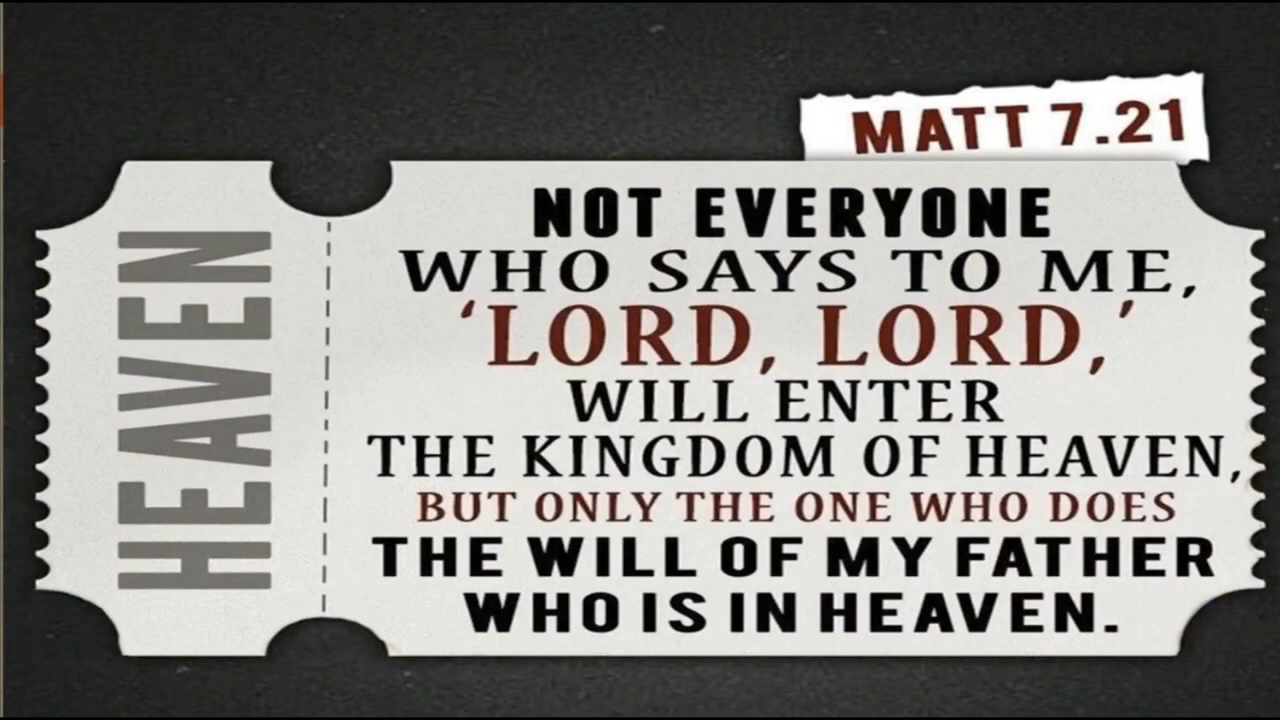 MATT 7.21
HEAVEN
NOT EVERYONE
WHO SAYS TO ME,
‘LORD, LORD,’
WILL ENTER
THE KINGDOM OF HEAVEN,
BUT ONLY THE ONE WHO DOES
THE WILL OF MY FATHER
WHO IS IN HEAVEN.